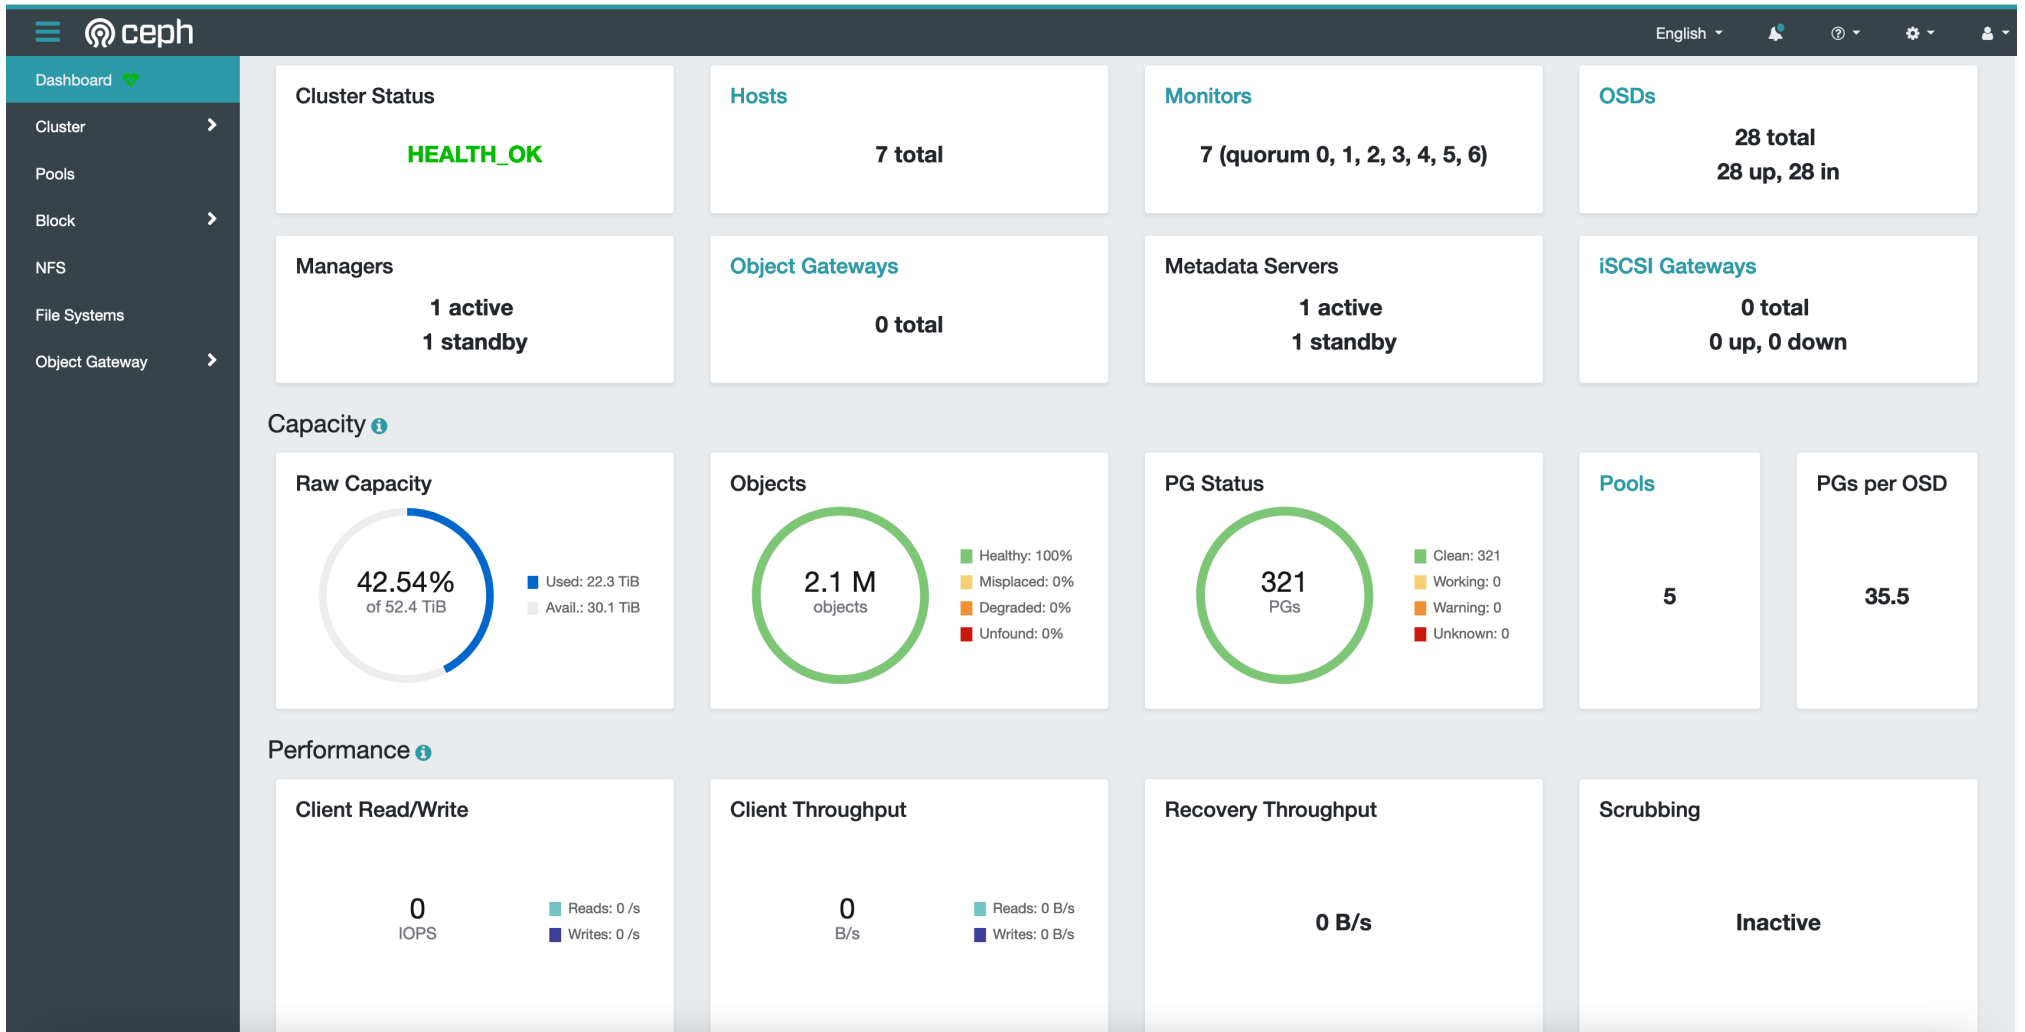 ceph
English
Dashboard
Cluster
Pools
Block
NFS
File Systems
Object Gateway
Cluster Status
HEALTH_OK
Hosts
7 total
Monitors
7 (quorum 0, 1, 2, 3, 4, 5, 6)
OSDs
28 total
28 up, 28 in
Managers
1 active
1 standby
Object Gateways
0 total
Metadata Servers
1 active
1 standby
iSCSI Gateways
0 total
0 up, 0 down
Capacity
Raw Capacity
42.54%
of 52.4 TiB
Used: 22.3 TiB
Avail.: 30.1 TiB
Objects
2.1 M
objects
Healthy: 100%
Misplaced: 0%
Degraded: 0%
Unfound: 0%
PG Status
321
PGs
Clean: 321
Working: 0
Warning: 0
Unknown: 0
Pools
5
PGs per OSD
35.5
Performance
Client Read/Write
0
IOPS
Reads: 0 /s
Writes: 0 /s
Client Throughput
0
B/s
Reads: 0 B/s
Writes: 0 B/s
Recovery Throughput
0 B/s
Scrubbing
Inactive